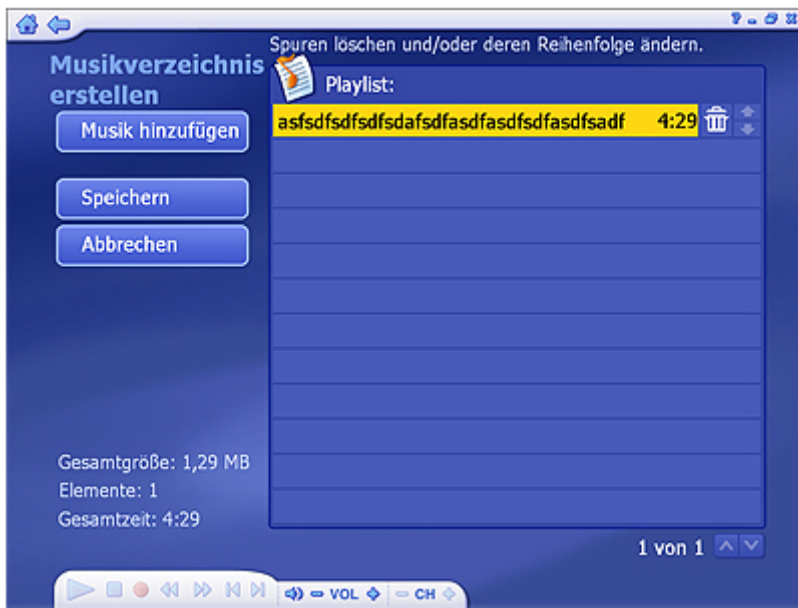 Spuren löschen und/oder deren Reihenfolge ändern.
Musikverzeichnis
erstellen
Playlist:
Musik hinzufügen
asfsdfsdfsdfsdafsdfasdfasdfsdfasdfsadf 4:29
Speichern
Abbrechen
Gesamtgröße: 1,29 MB
Elemente: 1
Gesamtzeit: 4:29
1 von 1
VOL
CH